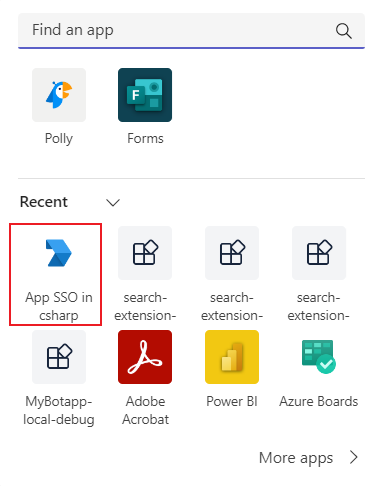 Find an app
Polly
Forms
Recent
App SSO in
csharp
search-
extension-
search-
extension-
search-
extension-
MyBotapp-
local-debug
Adobe
Acrobat
Power BI
Azure Boards
More apps